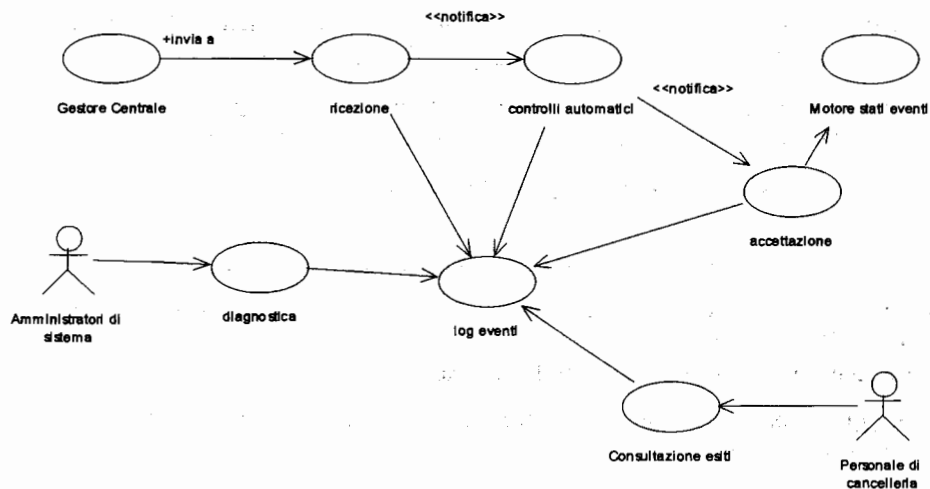 <<notifica>>
+invia a
Gestore Centrale
ricezione
controlli automatici
<<notifica>>
Motore stati eventi
accettazione
Amministratori di
sistema
diagnostica
log eventi
Consultazione esiti
Personale di
cancelleria